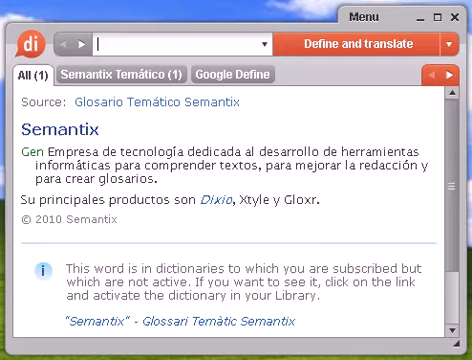 Menu
di
Define and translate
All (1)
Semantix Temático (1)
Google Define
Source: Glosario Temático Semantix
Semantix
Gen Empresa de tecnología dedicada al desarrollo de herramientas
informáticas para comprender textos, para mejorar la redacción y
para crear glosarios.
Su principales productos son Dixio, Xtyle y Gloxr.
© 2010 Semantix
i
This word is in dictionaries to which you are subscribed but
which are not active. If you want to see it, click on the link
and activate the dictionary in your Library.
"Semantix" - Glossari Temàtic Semantix